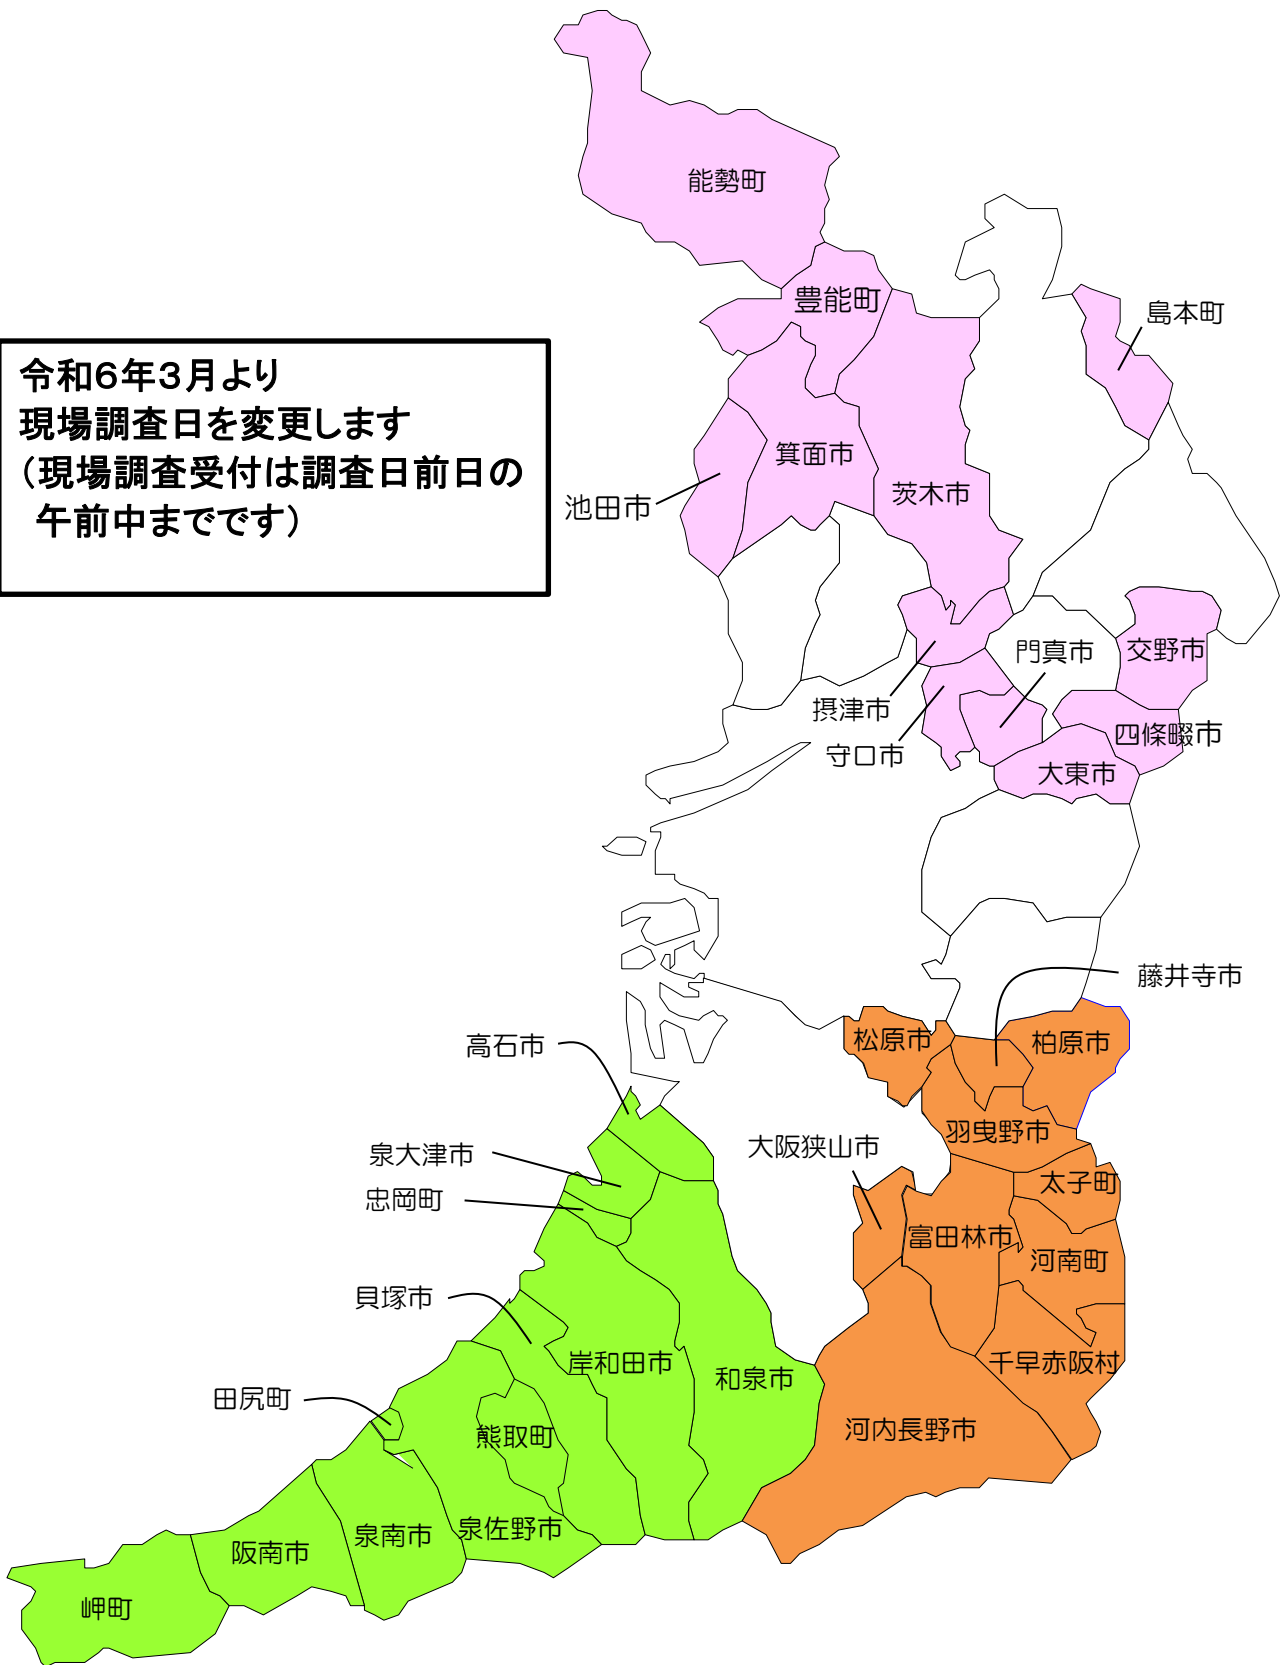 能勢町
豊能町
島本町
令和6年3月より
現場調査日を変更します
（現場調査受付は調査日前日の
午前中までです）
箕面市
茨木市
池田市
交野市
門真市
摂津市
四條畷市
守口市
大東市
藤井寺市
松原市
柏原市
高石市
羽曳野市
大阪狭山市
泉大津市
太子町
忠岡町
富田林市
河南町
貝塚市
岸和田市
千早赤阪村
和泉市
田尻町
河内長野市
熊取町
泉佐野市
泉南市
阪南市
岬町